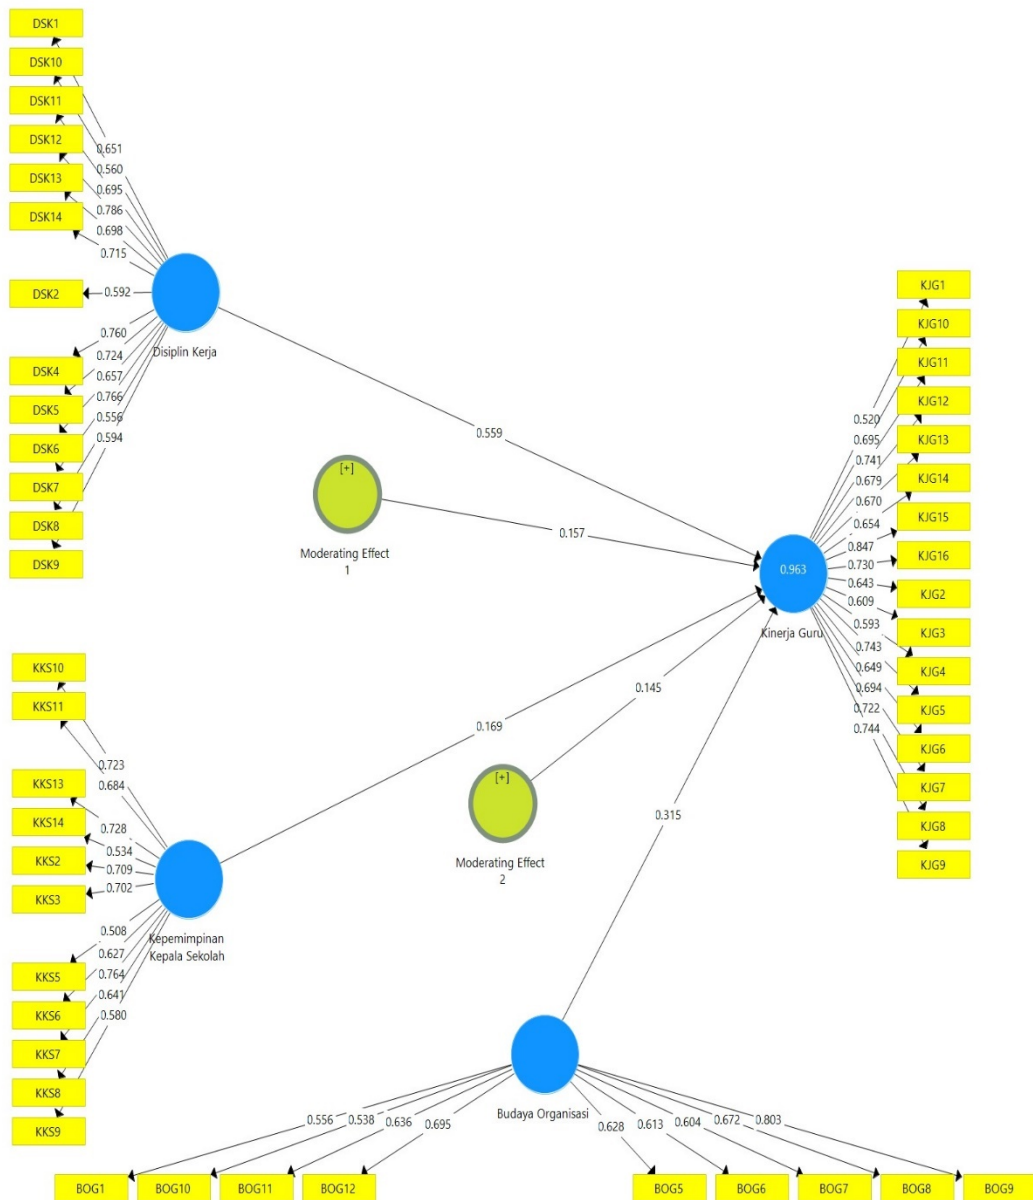 DSK1
DSK10
DSK11
DSK12
DSK13
DSK14
DSK2
DSK4
DSK5
DSK6
DSK7
DSK8
DSK9
0.651
0.560
0.695
0.786
0.698
0.715
0.592
0.760
0.724
0.657
0.766
0.556
0.594
Disiplin Kerja
0.559
[+]
Moderating Effect
1
0.157
KJG1
KJG10
KJG11
KJG12
KJG13
KJG14
KJG15
KJG16
KJG2
KJG3
KJG4
KJG5
KJG6
KJG7
KJG8
KJG9
0.520
0.695
0.741
0.679
0.670
0.654
0.847
0.730
0.643
0.609
0.593
0.743
0.649
0.694
0.722
0.744
0.963
Kinerja Guru
KKS10
KKS11
KKS13
KKS14
KKS2
KKS3
KKS5
KKS6
KKS7
KKS8
KKS9
0.723
0.684
0.728
0.534
0.709
0.702
0.508
0.627
0.764
0.641
0.580
Kepemimpinan
Kepala Sekolah
0.169
[+]
Moderating Effect
2
0.145
0.315
Budaya Organisasi
0.556
0.538
0.636
0.695
0.628
0.613
0.604
0.672
0.803
BOG1
BOG10
BOG11
BOG12
BOG5
BOG6
BOG7
BOG8
BOG9